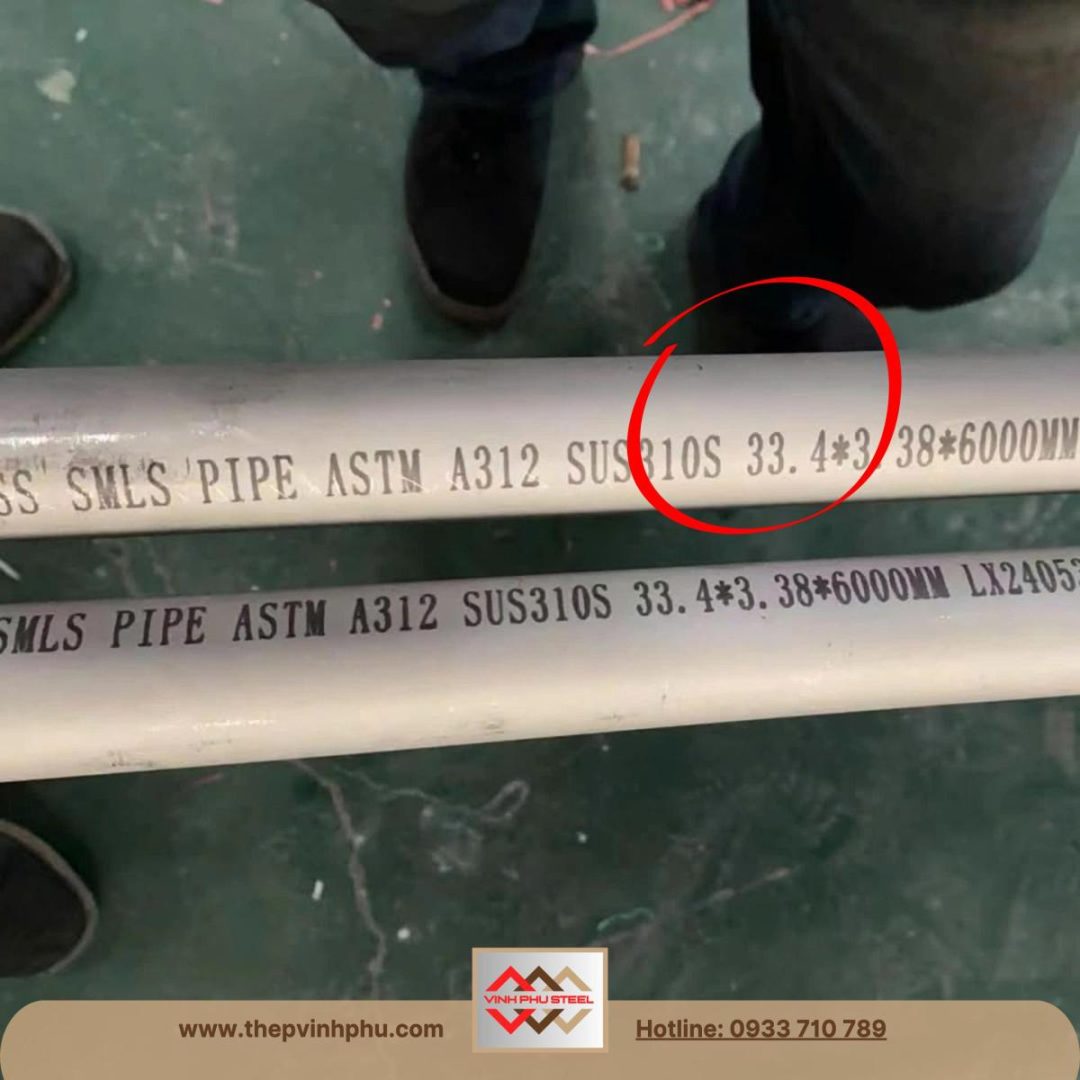 SS SMLS PIPE ASTM A312 SUS310S 33.4*3.38*6000MM
SMLS PIPE ASTM A312 SUS310S 33.4*3.38*6000MM LX24053
VINH PHU STEEL
www.thepvinhphu.com
Hotline: 0933 710 789